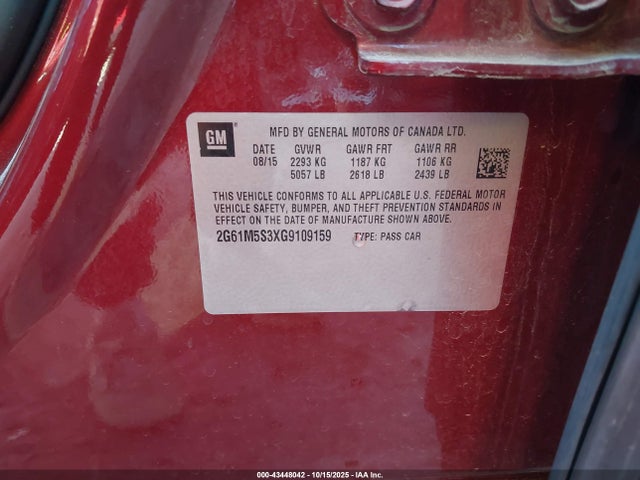 GM
MFD BY GENERAL MOTORS OF CANADA LTD.
DATE GVWR GAWR FRT GAWR RR
08/15 2293 KG 1187 KG 1106 KG
5057 LB 2618 LB 2439 LB
THIS VEHICLE CONFORMS TO ALL APPLICABLE U.S. FEDERAL MOTOR
VEHICLE SAFETY, BUMPER, AND THEFT PREVENTION STANDARDS
IN EFFECT ON THE DATE OF MANUFACTURE SHOWN ABOVE.
2G61M5S3XG9109159 TYPE: PASS CAR
000-43448042 - 10/15/2025 - IAA Inc.